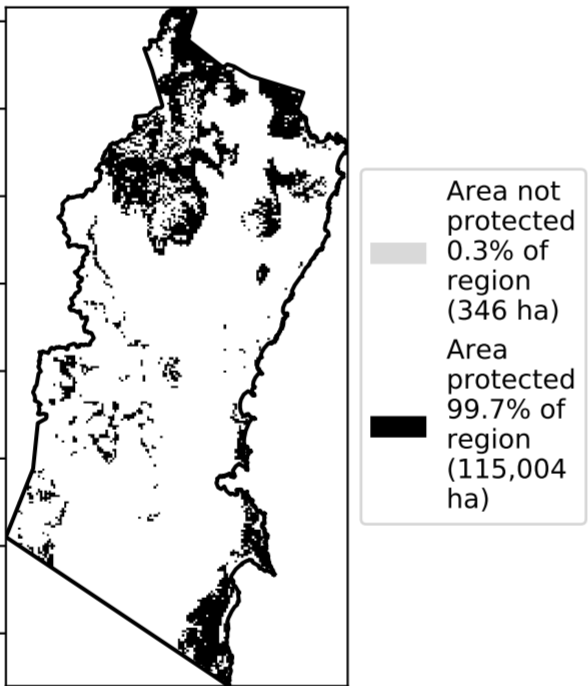 Area not
protected
0.3% of
region
(346 ha)
Area
protected
99.7% of
region
(115,004
ha)